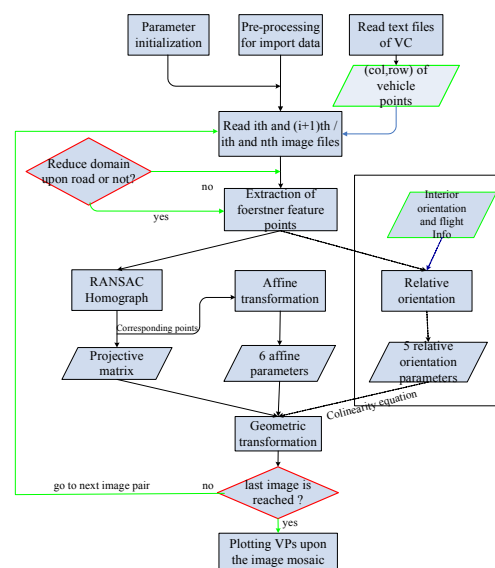 Parameter
initialization
Pre-processing
for import data
Read text files
of VC
(col,row) of
vehicle
points
Read ith and (i+1)th /
ith and nth image files
Reduce domain
upon road or not?
no
yes
Extraction of
foerstner feature
points
Interior
orientation
and flight
Info
RANSAC
Homograph
Affine
transformation
Relative
orientation
Corresponding points
Projective
matrix
6 affine
parameters
5 relative
orientation
parameters
Colinearity equation
Geometric
transformation
go to next image pair
no
last image is
reached ?
yes
Plotting VPs upon
the image mosaic